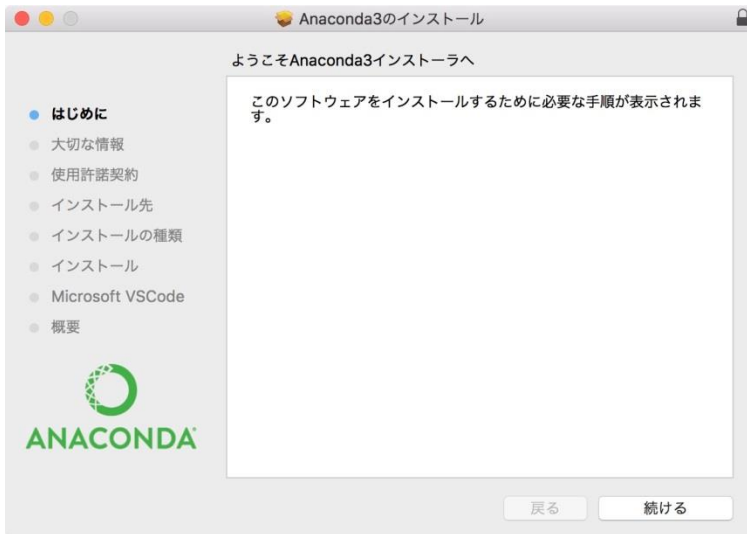 Anaconda3のインストール
ようこそAnaconda3インストーラへ
はじめに
大切な情報
使用許諾契約
インストール先
インストールの種類
インストール
Microsoft VSCode
概要
ANACONDA
このソフトウェアをインストールするために必要な手順が表示されま
す。
戻る
続ける